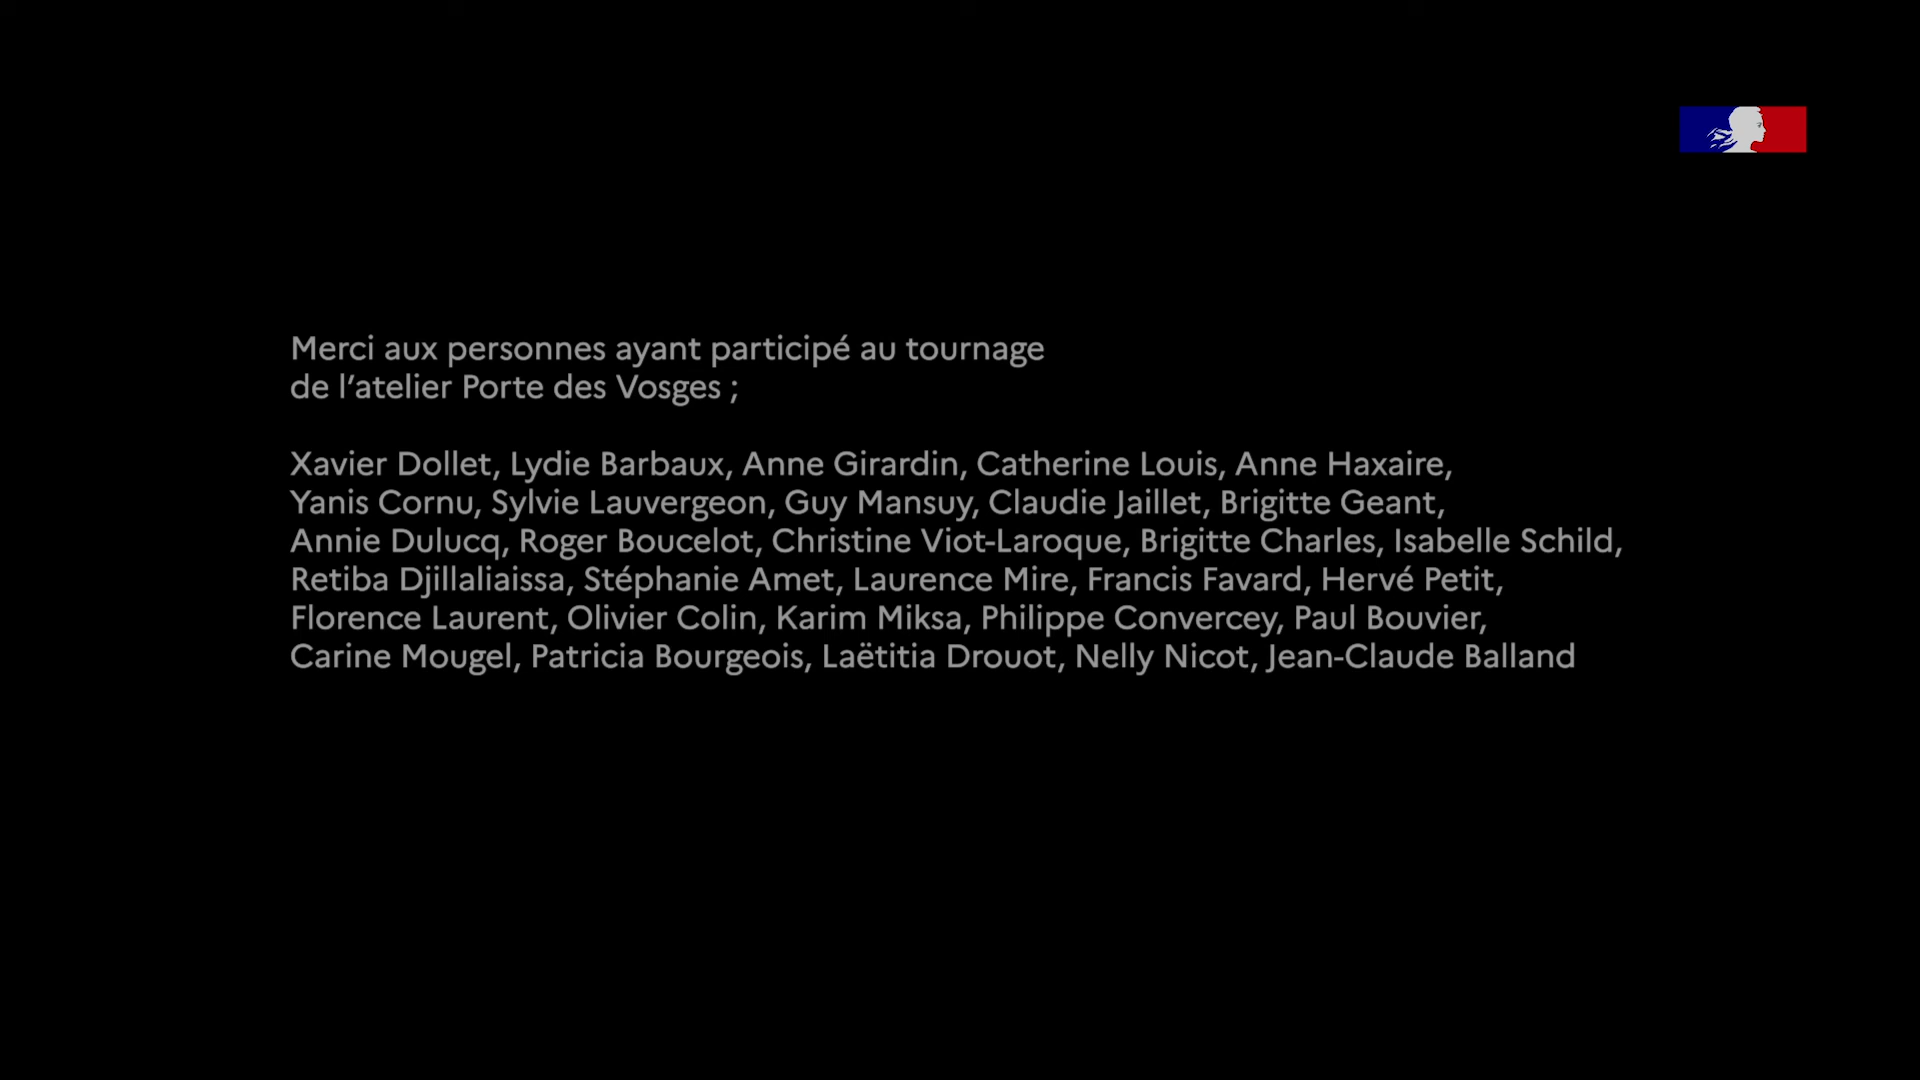 Merci aux personnes ayant participé au tournage
de l’atelier Porte des Vosges ;
Xavier Dollet, Lydie Barbaux, Anne Girardin, Catherine Louis, Anne Haxaire,
Yanis Cornu, Sylvie Lauvergeon, Guy Mansuy, Claudie Jaillet, Brigitte Geant,
Annie Dulucq, Roger Boucelot, Christine Viot-Laroque, Brigitte Charles, Isabelle Schild,
Retiba Djillaliaissa, Stéphanie Amet, Laurence Mire, Francis Favard, Hervé Petit,
Florence Laurent, Olivier Colin, Karim Miksa, Philippe Convercey, Paul Bouvier,
Carine Mougel, Patricia Bourgeois, Laëtitia Drouot, Nelly Nicot, Jean-Claude Balland